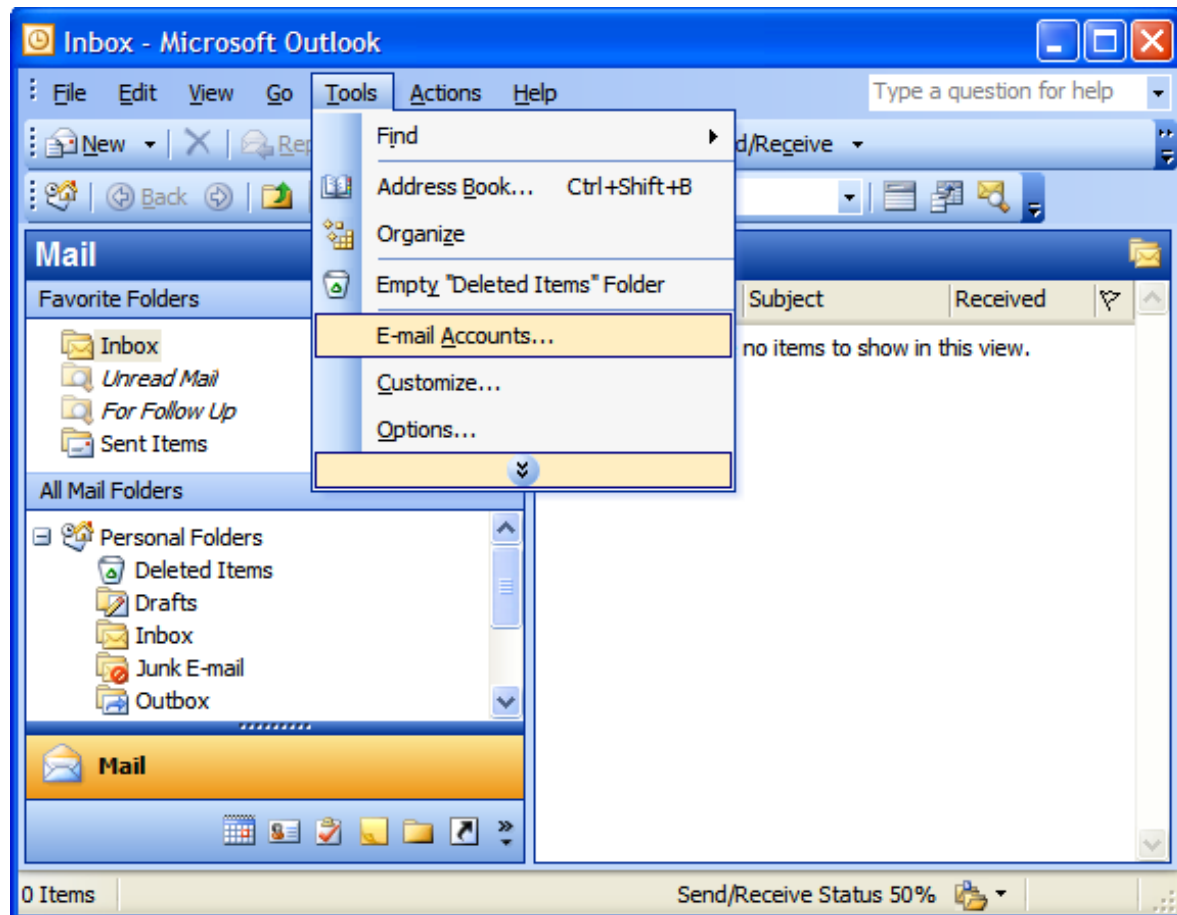 Inbox - Microsoft Outlook
File Edit View Go Tools Actions Help Type a question for help
New Find d/Receive
Back Address Book... Ctrl+Shift+B
Organize
Mail
Empty "Deleted Items" Folder
Favorite Folders Subject Received
E-mail Accounts...
Inbox no items to show in this view.
Unread Mail Customize...
For Follow Up
Options...
Sent Items
All Mail Folders
Personal Folders
Deleted Items
Drafts
Inbox
Junk E-mail
Outbox
Mail
0 Items Send/Receive Status 50%